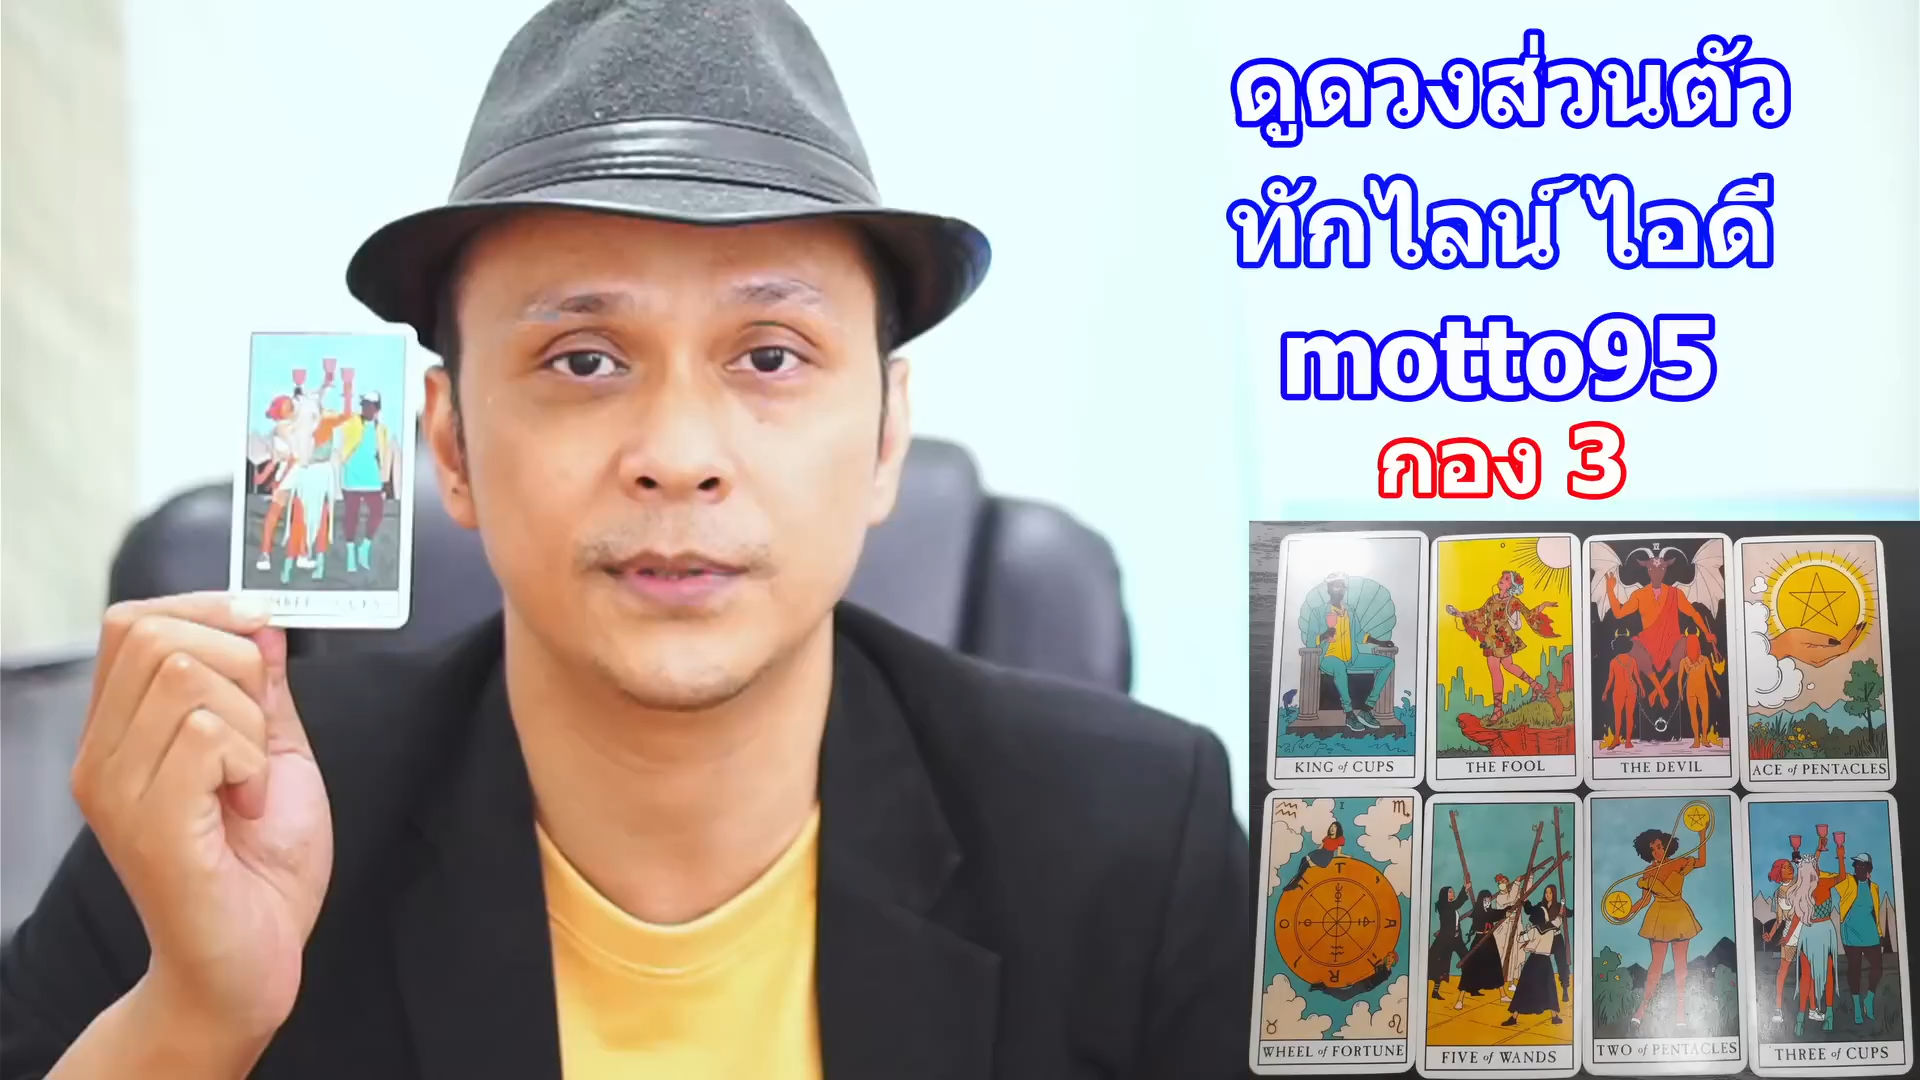 ดูดวงส่วนตัว
ทักไลน์ ไอดี
motto95
กอง 3
KING of CUPS
THE FOOL
THE DEVIL
ACE of PENTACLES
WHEEL of FORTUNE
FIVE of WANDS
TWO of PENTACLES
THREE of CUPS